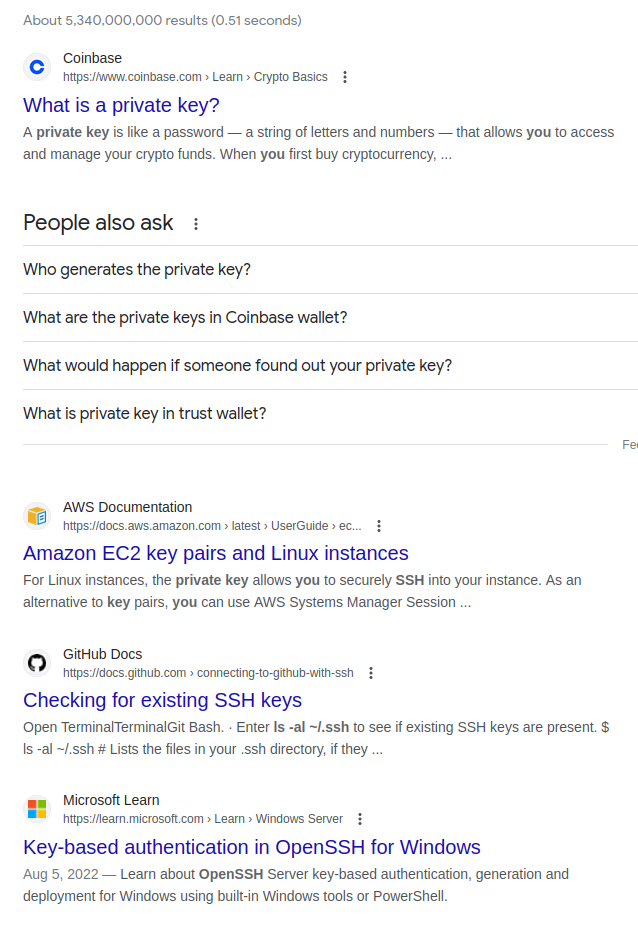 About 5,340,000,000 results (0.51 seconds)
Coinbase
https://www.coinbase.com › Learn › Crypto Basics
What is a private key?
A private key is like a password — a string of letters and numbers — that allows you to access
and manage your crypto funds. When you first buy cryptocurrency, ...
People also ask
Who generates the private key?
What are the private keys in Coinbase wallet?
What would happen if someone found out your private key?
What is private key in trust wallet?
AWS Documentation
https://docs.aws.amazon.com › latest › UserGuide › ec...
Amazon EC2 key pairs and Linux instances
For Linux instances, the private key allows you to securely SSH into your instance. As an
alternative to key pairs, you can use AWS Systems Manager Session ...
GitHub Docs
https://docs.github.com › connecting-to-github-with-ssh
Checking for existing SSH keys
Open TerminalTerminalGit Bash. · Enter ls -al ~/.ssh to see if existing SSH keys are present. $
ls -al ~/.ssh # Lists the files in your .ssh directory, if they ...
Microsoft Learn
https://learn.microsoft.com › Learn › Windows Server
Key-based authentication in OpenSSH for Windows
Aug 5, 2022 — Learn about OpenSSH Server key-based authentication, generation and
deployment for Windows using built-in Windows tools or PowerShell.